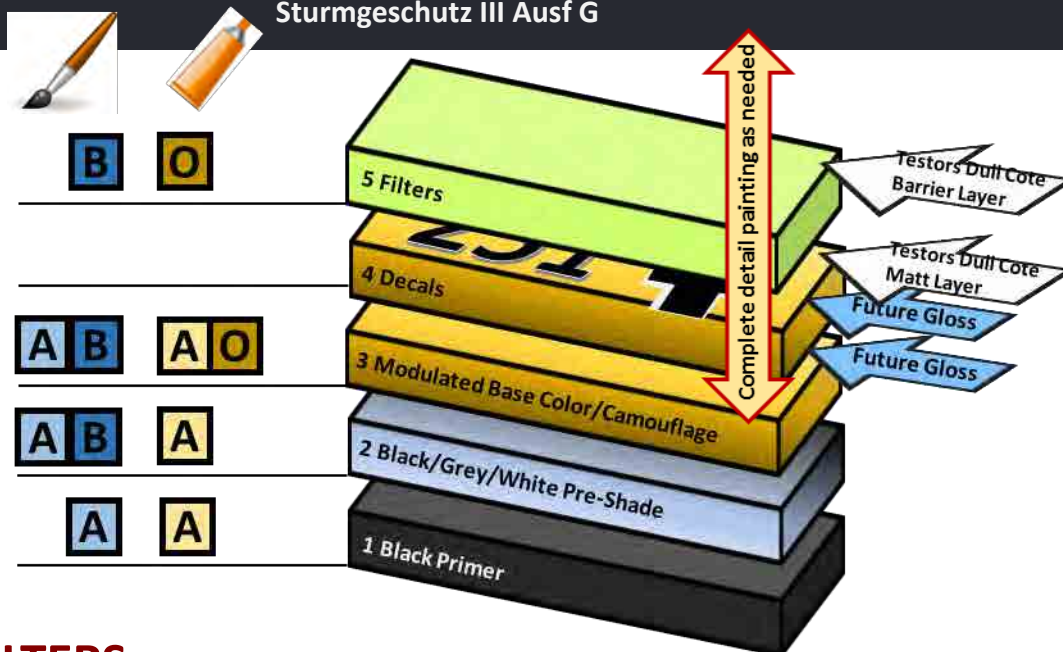 Sturmgeschutz III Ausf G
Complete detail painting as needed
B O
5 Filters
Testors Dull Cote
Barrier Layer
4 Decals
Testors Dull Cote
Matt Layer
Future Gloss
Future Gloss
A B A O
3 Modulated Base Color/Camouflage
A B A
2 Black/Grey/White Pre-Shade
A A
1 Black Primer